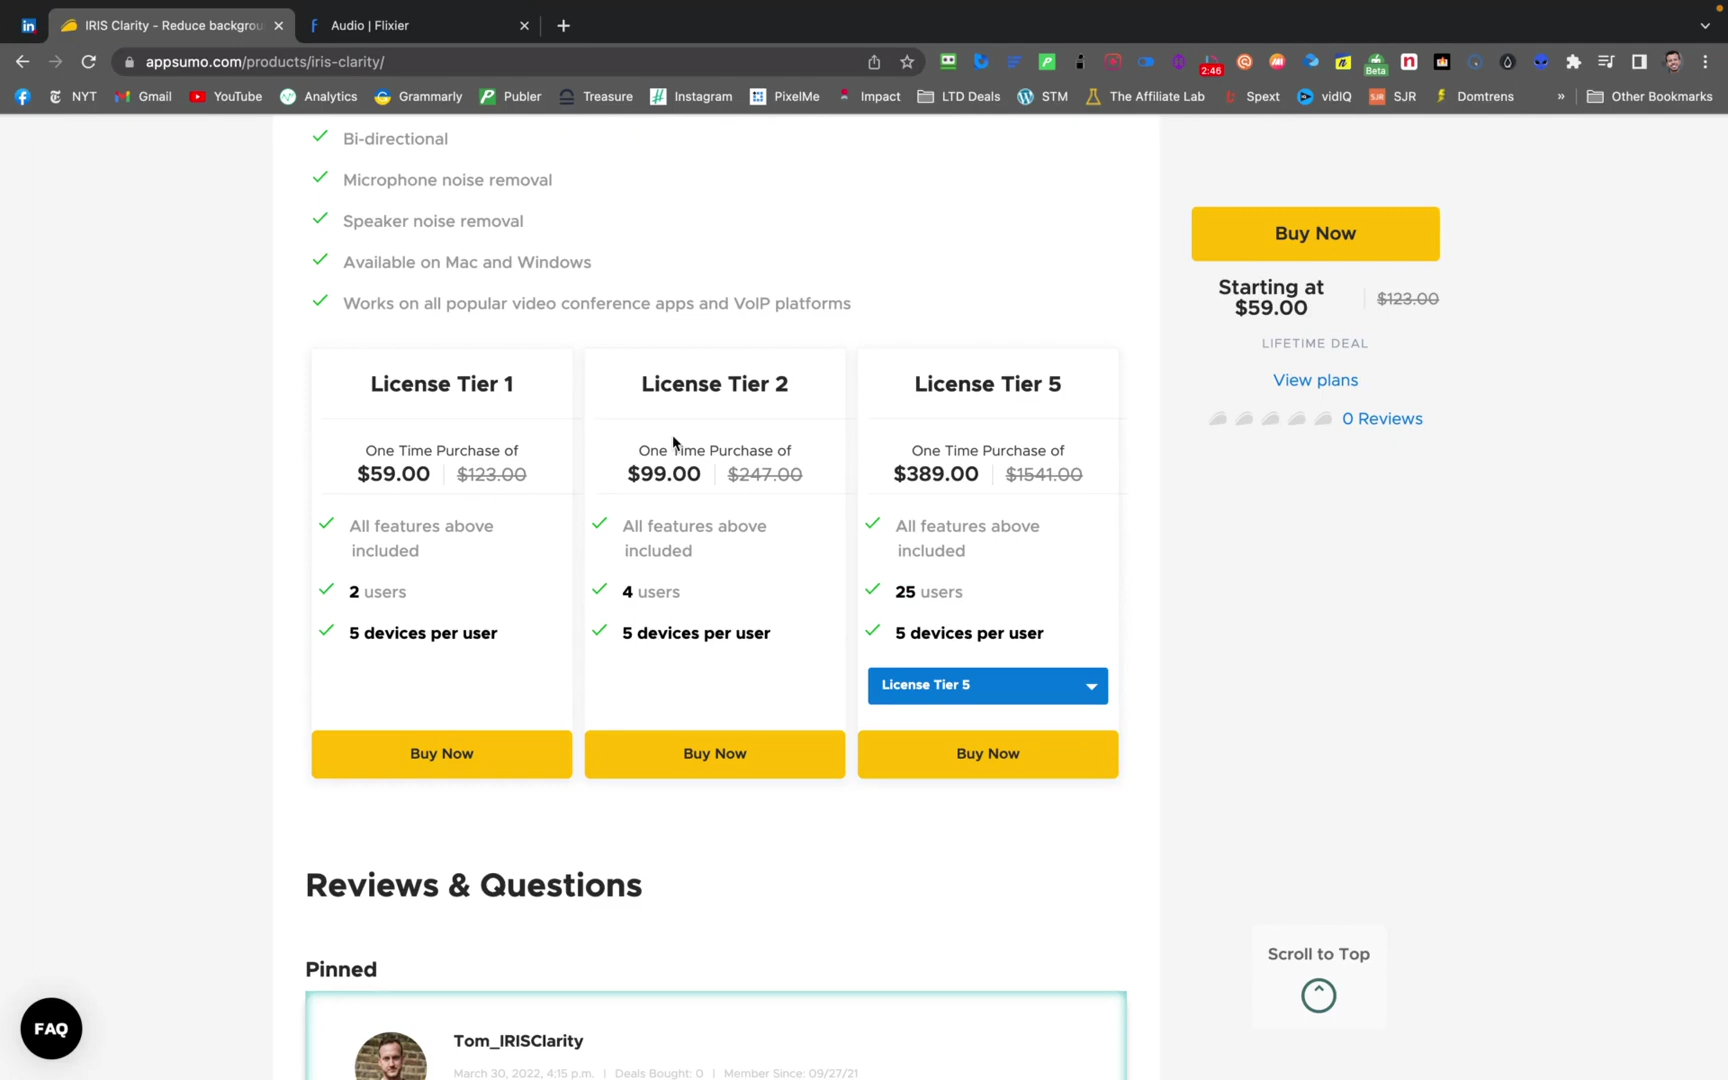 IRIS Clarity - Reduce backgrou
Audio | Flixier
appsumo.com/products/iris-clarity/
2:46
Beta
NYT
Gmail
YouTube
Analytics
Grammarly
Publer
Treasure
Instagram
PixelMe
Impact
LTD Deals
STM
The Affiliate Lab
Spext
vidIQ
SJR
Domtrens
»
Other Bookmarks
Bi-directional
Microphone noise removal
Speaker noise removal
Available on Mac and Windows
Works on all popular video conference apps and VoIP platforms
Buy Now
Starting at
$59.00
$123.00
LIFETIME DEAL
View plans
0 Reviews
License Tier 1
One Time Purchase of
$59.00 $123.00
All features above
included
2 users
5 devices per user
Buy Now
License Tier 2
One Time Purchase of
$99.00 $247.00
All features above
included
4 users
5 devices per user
Buy Now
License Tier 5
One Time Purchase of
$389.00 $1541.00
All features above
included
25 users
5 devices per user
License Tier 5
Buy Now
Reviews & Questions
Pinned
Tom_IRISClarity
March 30, 2022, 4:15 p.m. | Deals Bought: 0 | Member Since: 09/27/21
Scroll to Top
FAQ